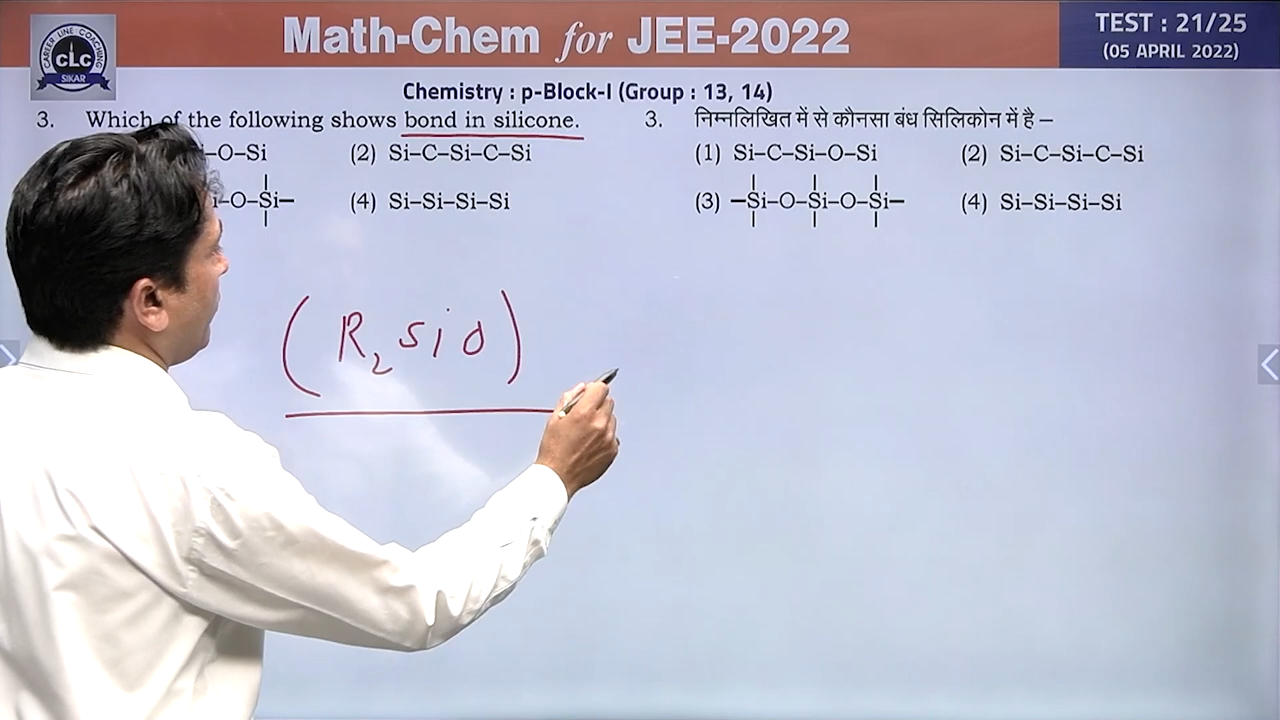 CAREER LINE COACHING
CLC
SIKAR
Math-Chem for JEE-2022
TEST : 21/25
(05 APRIL 2022)
Chemistry : p-Block-I (Group : 13, 14)
3. Which of the following shows bond in silicone.
–O–Si
(2) Si–C–Si–C–Si
i–O–Si–
(4) Si–Si–Si–Si
3. निम्नलिखित में से कौनसा बंध सिलिकोन में है –
(1) Si–C–Si–O–Si
(2) Si–C–Si–C–Si
(3) –Si–O–Si–O–Si–
(4) Si–Si–Si–Si
(R₂SiO)